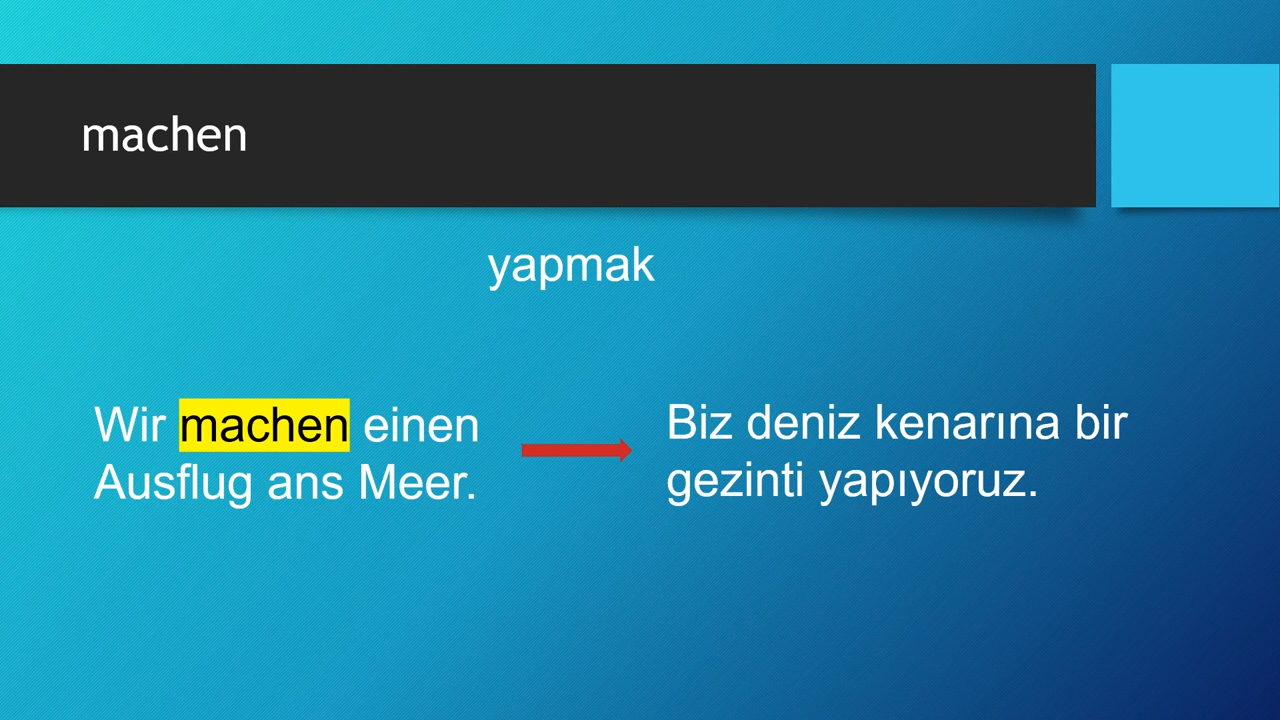 machen
yapmak
Wir machen einen
Ausflug ans Meer.
Biz deniz kenarına bir
gezinti yapıyoruz.